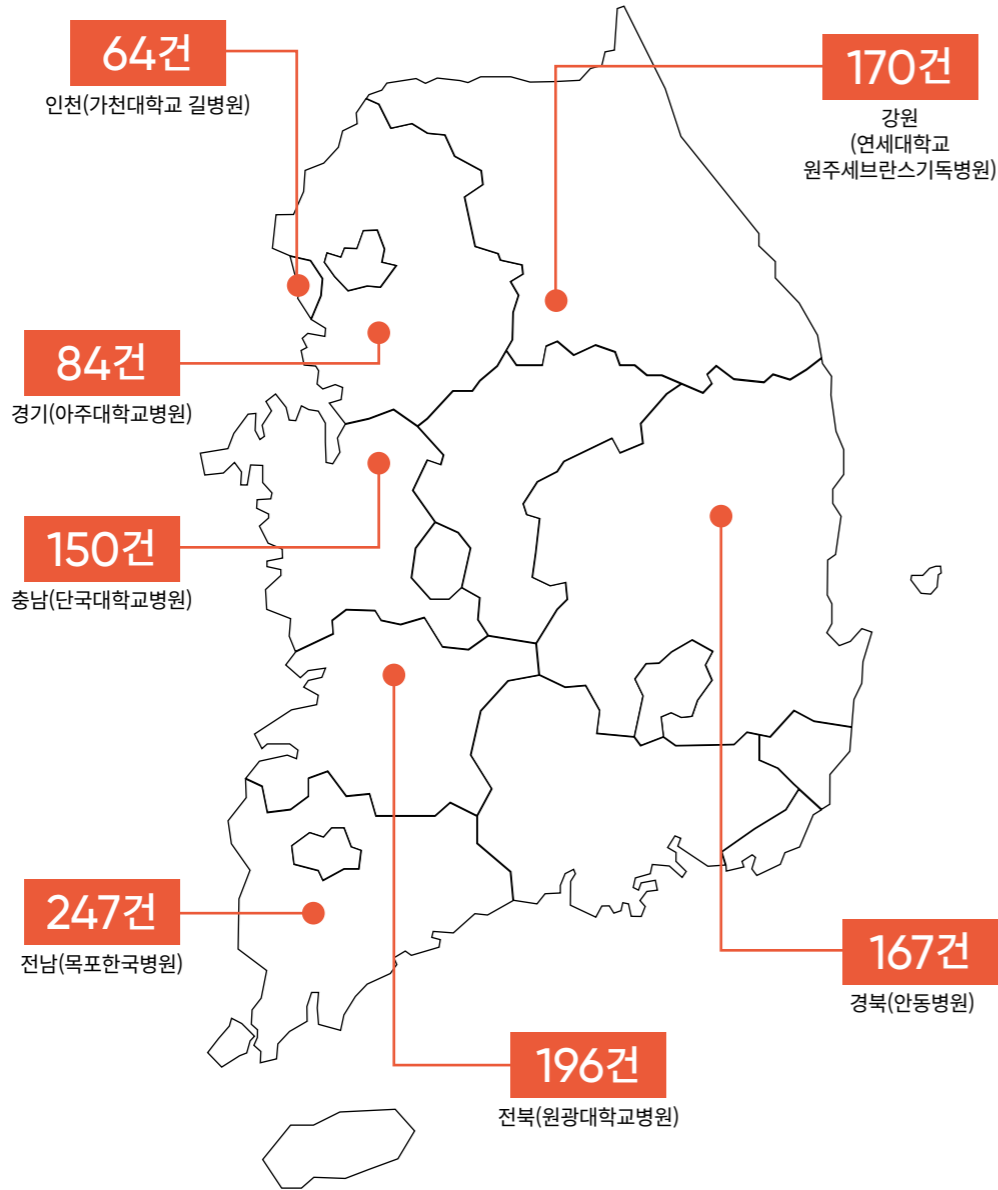 64건
인천(가천대학교 길병원)
170건
강원
(연세대학교
원주세브란스기독병원)
84건
경기(아주대학교병원)
150건
충남(단국대학교병원)
247건
전남(목포한국병원)
167건
경북(안동병원)
196건
전북(원광대학교병원)